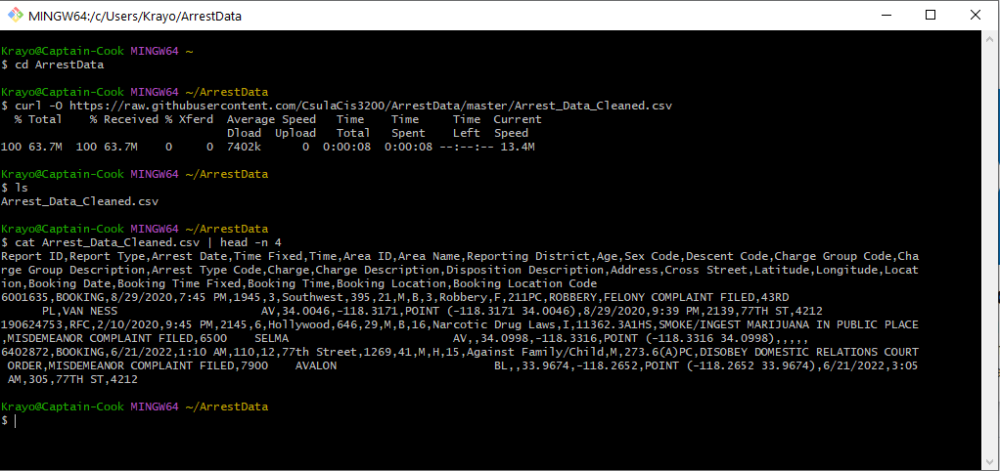 MINGW64:/c/Users/Krayo/ArrestData
Krayo@Captain-Cook MINGW64 ~
$ cd ArrestData
Krayo@Captain-Cook MINGW64 ~/ArrestData
$ curl -O https://raw.githubusercontent.com/CsulaCis3200/ArrestData/master/Arrest_Data_Cleaned.csv
  % Total    % Received % Xferd  Average Speed   Time    Time     Time  Current
                                 Dload  Upload   Total   Spent    Left  Speed
100 63.7M  100 63.7M    0     0  7402k      0  0:00:08  0:00:08 --:--:-- 13.4M
Krayo@Captain-Cook MINGW64 ~/ArrestData
$ ls
Arrest_Data_Cleaned.csv
Krayo@Captain-Cook MINGW64 ~/ArrestData
$ cat Arrest_Data_Cleaned.csv | head -n 4
Report ID,Report Type,Arrest Date,Time Fixed,Time,Area ID,Area Name,Reporting District,Age,Sex Code,Descent Code,Charge Group Code,Cha
rge Group Description,Arrest Type Code,Charge,Charge Description,Disposition Description,Address,Cross Street,Latitude,Longitude,Locat
ion,Booking Date,Booking Time Fixed,Booking Time,Booking Location,Booking Location Code
6001635,BOOKING,8/29/2020,7:45 PM,1945,3,Southwest,395,21,M,B,3,Robbery,F,211PC,ROBBERY,FELONY COMPLAINT FILED,43RD
      PL,VAN NESS                     AV,34.0046,-118.3171,POINT (-118.3171 34.0046),8/29/2020,9:39 PM,2139,77TH ST,4212
190624753,RFC,2/10/2020,9:45 PM,2145,6,Hollywood,646,29,M,B,16,Narcotic Drug Laws,I,11362.3A1HS,SMOKE/INGEST MARIJUANA IN PUBLIC PLACE
,MISDEMEANOR COMPLAINT FILED,6500    SELMA                        AV,,34.0998,-118.3316,POINT (-118.3316 34.0998),,,,,
6402872,BOOKING,6/21/2022,1:10 AM,110,12,77th Street,1269,41,M,H,15,Against Family/Child,M,273.6(A)PC,DISOBEY DOMESTIC RELATIONS COURT
 ORDER,MISDEMEANOR COMPLAINT FILED,7900    AVALON                       BL,,33.9674,-118.2652,POINT (-118.2652 33.9674),6/21/2022,3:05
 AM,305,77TH ST,4212
Krayo@Captain-Cook MINGW64 ~/ArrestData
$